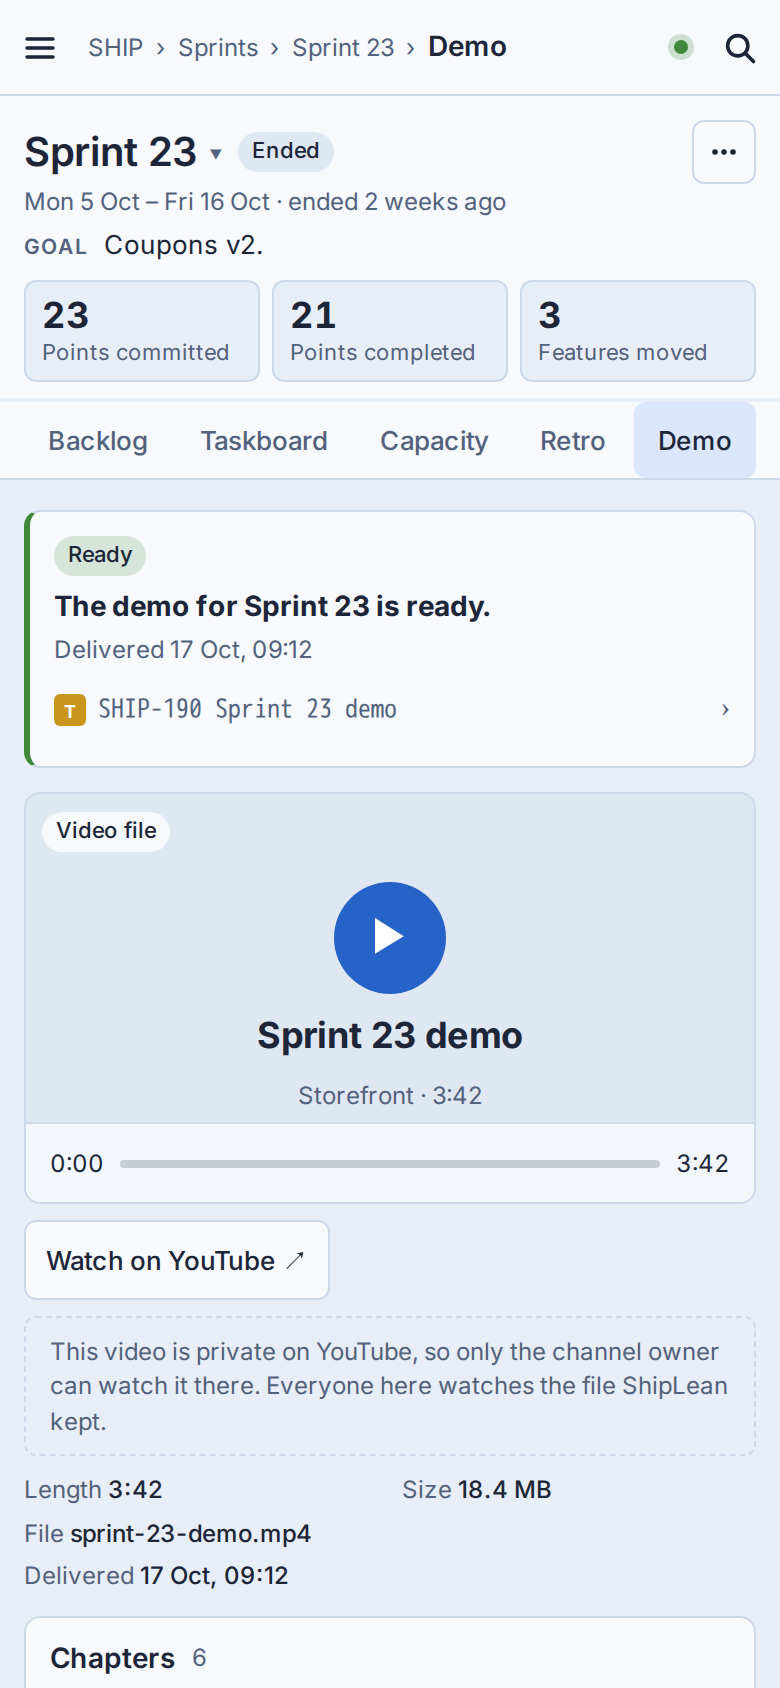 SHIP › Sprints › Sprint 23 › Demo
Sprint 23 ▾ Ended
Mon 5 Oct – Fri 16 Oct · ended 2 weeks ago
GOAL Coupons v2.
23
Points committed
21
Points completed
3
Features moved
Backlog Taskboard Capacity Retro Demo
Ready
The demo for Sprint 23 is ready.
Delivered 17 Oct, 09:12
T SHIP-190 Sprint 23 demo ›
Video file
Sprint 23 demo
Storefront · 3:42
0:00 3:42
Watch on YouTube ↗
This video is private on YouTube, so only the channel owner
can watch it there. Everyone here watches the file ShipLean
kept.
Length 3:42 Size 18.4 MB
File sprint-23-demo.mp4
Delivered 17 Oct, 09:12
Chapters 6